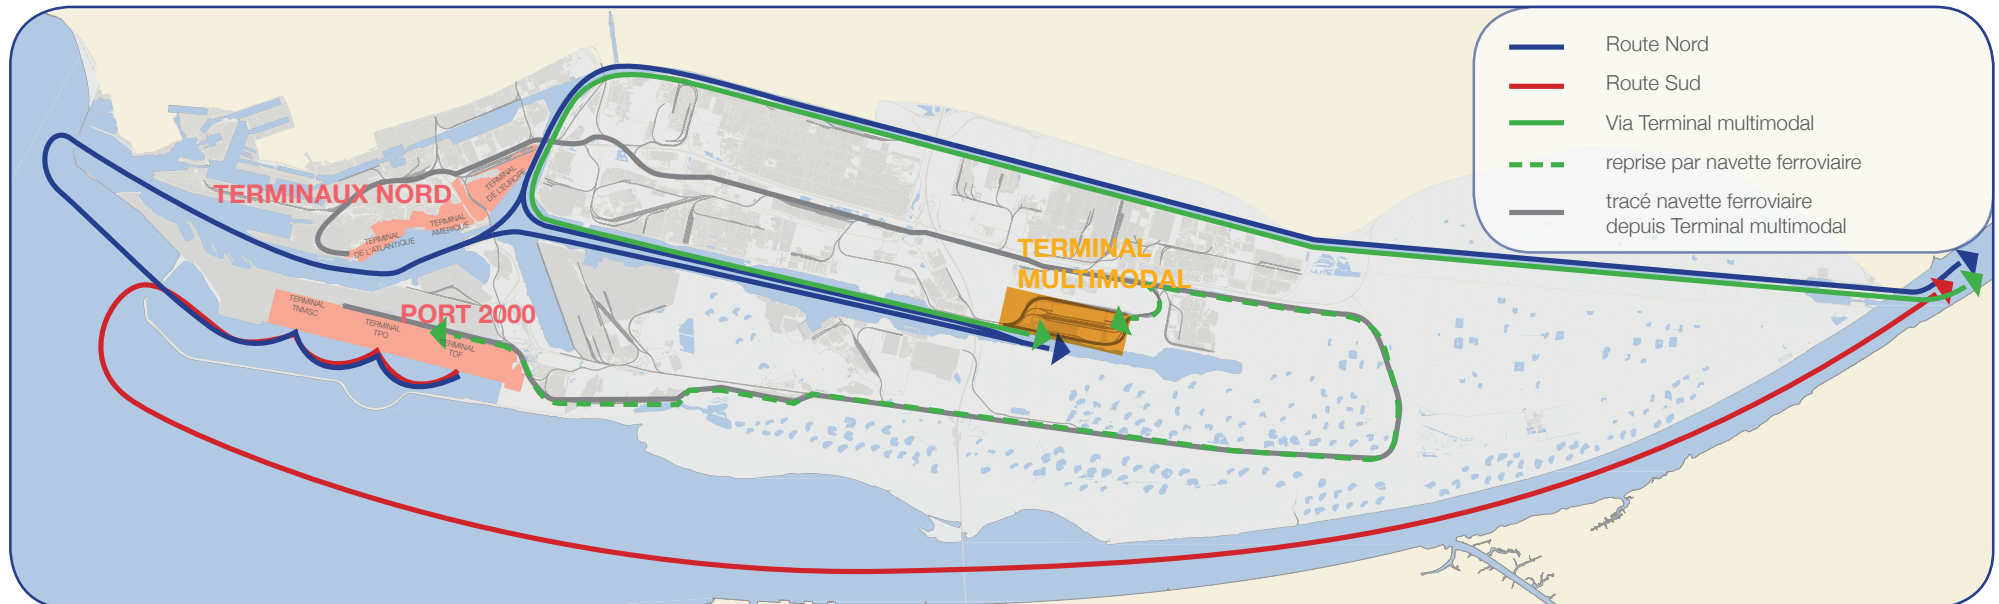 Route Nord
Route Sud
Via Terminal multimodal
reprise par navette ferroviaire
tracé navette ferroviaire
depuis Terminal multimodal
TERMINAUX NORD
TERMINAL
DE L'EUROPE
TERMINAL
AMERIQUE
TERMINAL
DE L'ATLANTIQUE
TERMINAL
MULTIMODAL
PORT 2000
TERMINAL
TNMSC
TERMINAL
TPO
TERMINAL
TDF